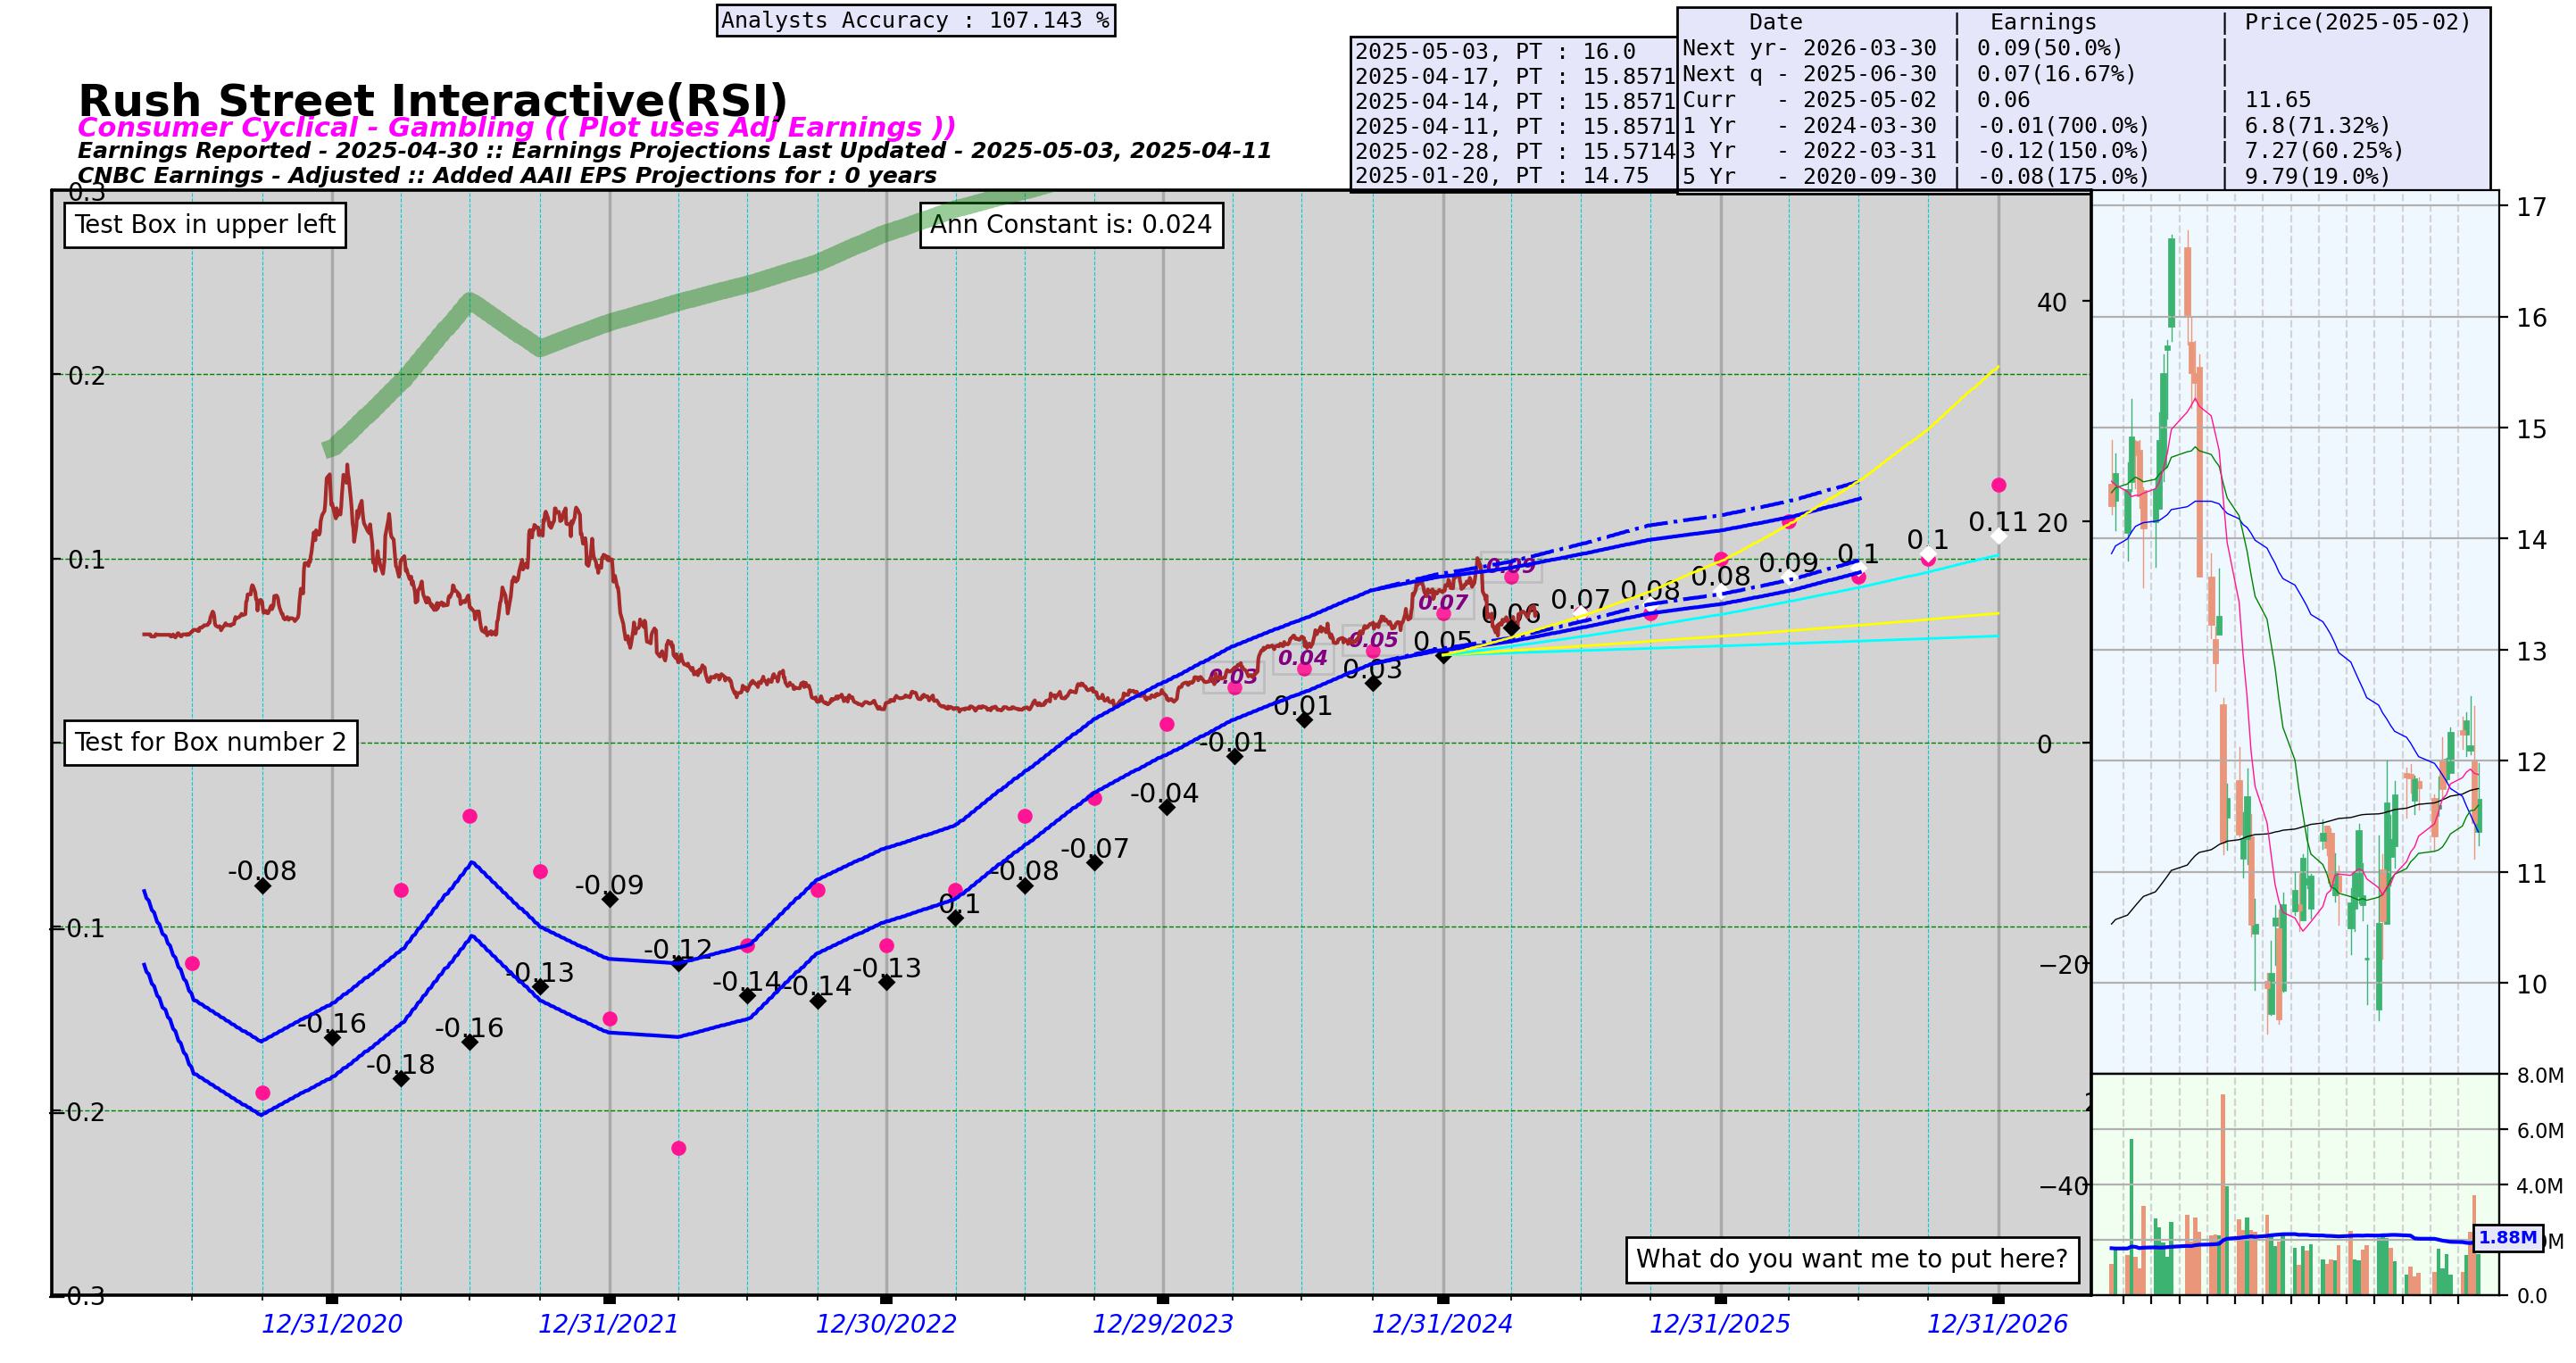 Analysts Accuracy : 107.143 %
Rush Street Interactive(RSI)
Consumer Cyclical - Gambling (( Plot uses Adj Earnings ))
Earnings Reported - 2025-04-30 :: Earnings Projections Last Updated - 2025-05-03, 2025-04-11
CNBC Earnings - Adjusted :: Added AAII EPS Projections for : 0 years
2025-05-03, PT : 16.0
2025-04-17, PT : 15.8571
2025-04-14, PT : 15.8571
2025-04-11, PT : 15.8571
2025-02-28, PT : 15.5714
2025-01-20, PT : 14.75
Date | Earnings | Price(2025-05-02)
Next yr- 2026-03-30 | 0.09(50.0%) |
Next q - 2025-06-30 | 0.07(16.67%) |
Curr - 2025-05-02 | 0.06 | 11.65
1 Yr - 2024-03-30 | -0.01(700.0%) | 6.8(71.32%)
3 Yr - 2022-03-31 | -0.12(150.0%) | 7.27(60.25%)
5 Yr - 2020-09-30 | -0.08(175.0%) | 9.79(19.0%)
Test Box in upper left
Ann Constant is: 0.024
Test for Box number 2
What do you want me to put here?
0.3
0.2
0.1
−0.1
−0.2
−0.3
-0.08
-0.16
-0.18
-0.16
-0.13
-0.09
-0.12
-0.14
-0.14
-0.13
0.1
-0.08
-0.07
-0.04
-0.01
0.01
0.03
0.05
0.06
0.07
0.08
0.08
0.09
0.1
0.1
0.11
0.03
0.04
0.05
0.07
0.09
40
20
0
−20
−40
17
16
15
14
13
12
11
10
8.0M
6.0M
4.0M
1.88M
0.0
12/31/2020
12/31/2021
12/30/2022
12/29/2023
12/31/2024
12/31/2025
12/31/2026